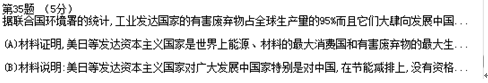 第35题 (5分)
据联合国环境署的统计,工业发达国家的有害废弃物占全球生产量的95%而且它们大肆向发展中国...
(A)材料证明,美日等发达资本主义国家是世界上能源、材料的最大消费国和有害废弃物的最大生...
(B)材料说明:美日等发达资本主义国家对广大发展中国家特别是对中国,在节能减排上,没有资格...